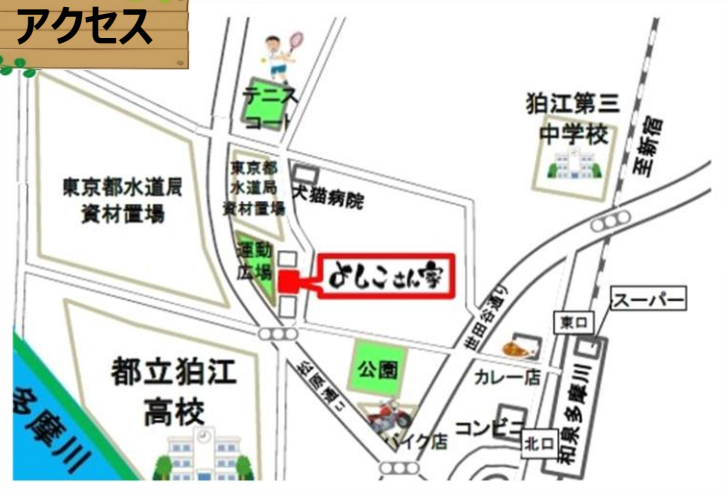 アクセス
テニス
コート
狛江第三
中学校
至新宿
東京都水道局
資材置場
東京都
水道局
資材置場
犬猫病院
運動
広場
よしこさん家
世田谷通り
スーパー
東口
松原通り
公園
カレー店
都立狛江
高校
多摩川
バイク店
コンビニ
北口
和泉多摩川